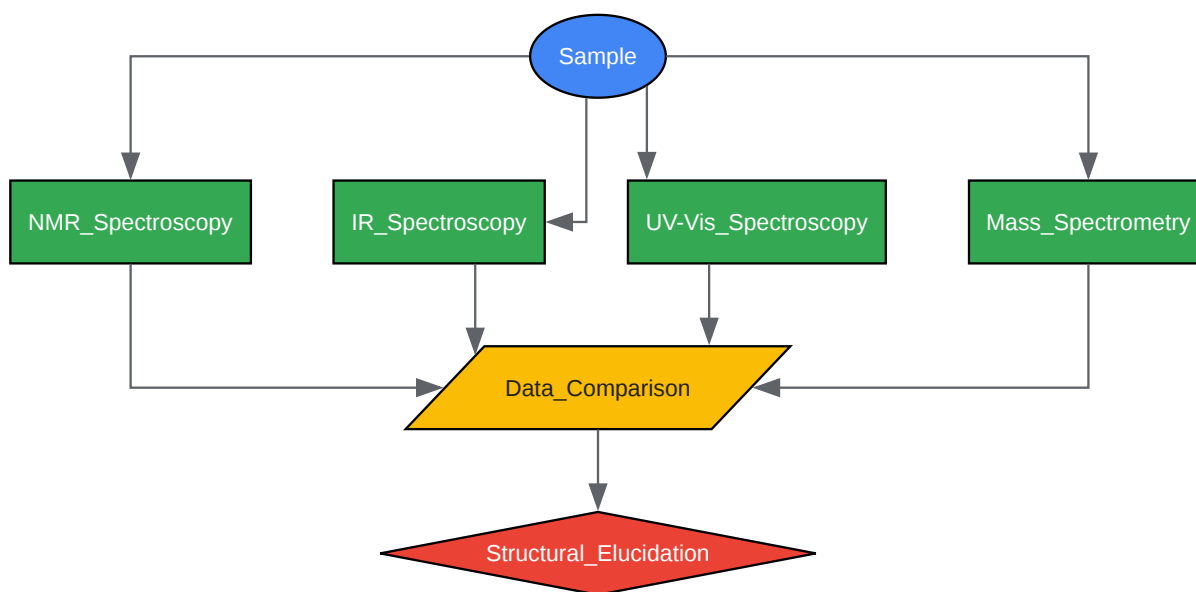 Sample
NMR_Spectroscopy
IR_Spectroscopy
UV-Vis_Spectroscopy
Mass_Spectrometry
Data_Comparison
Structural_Elucidation